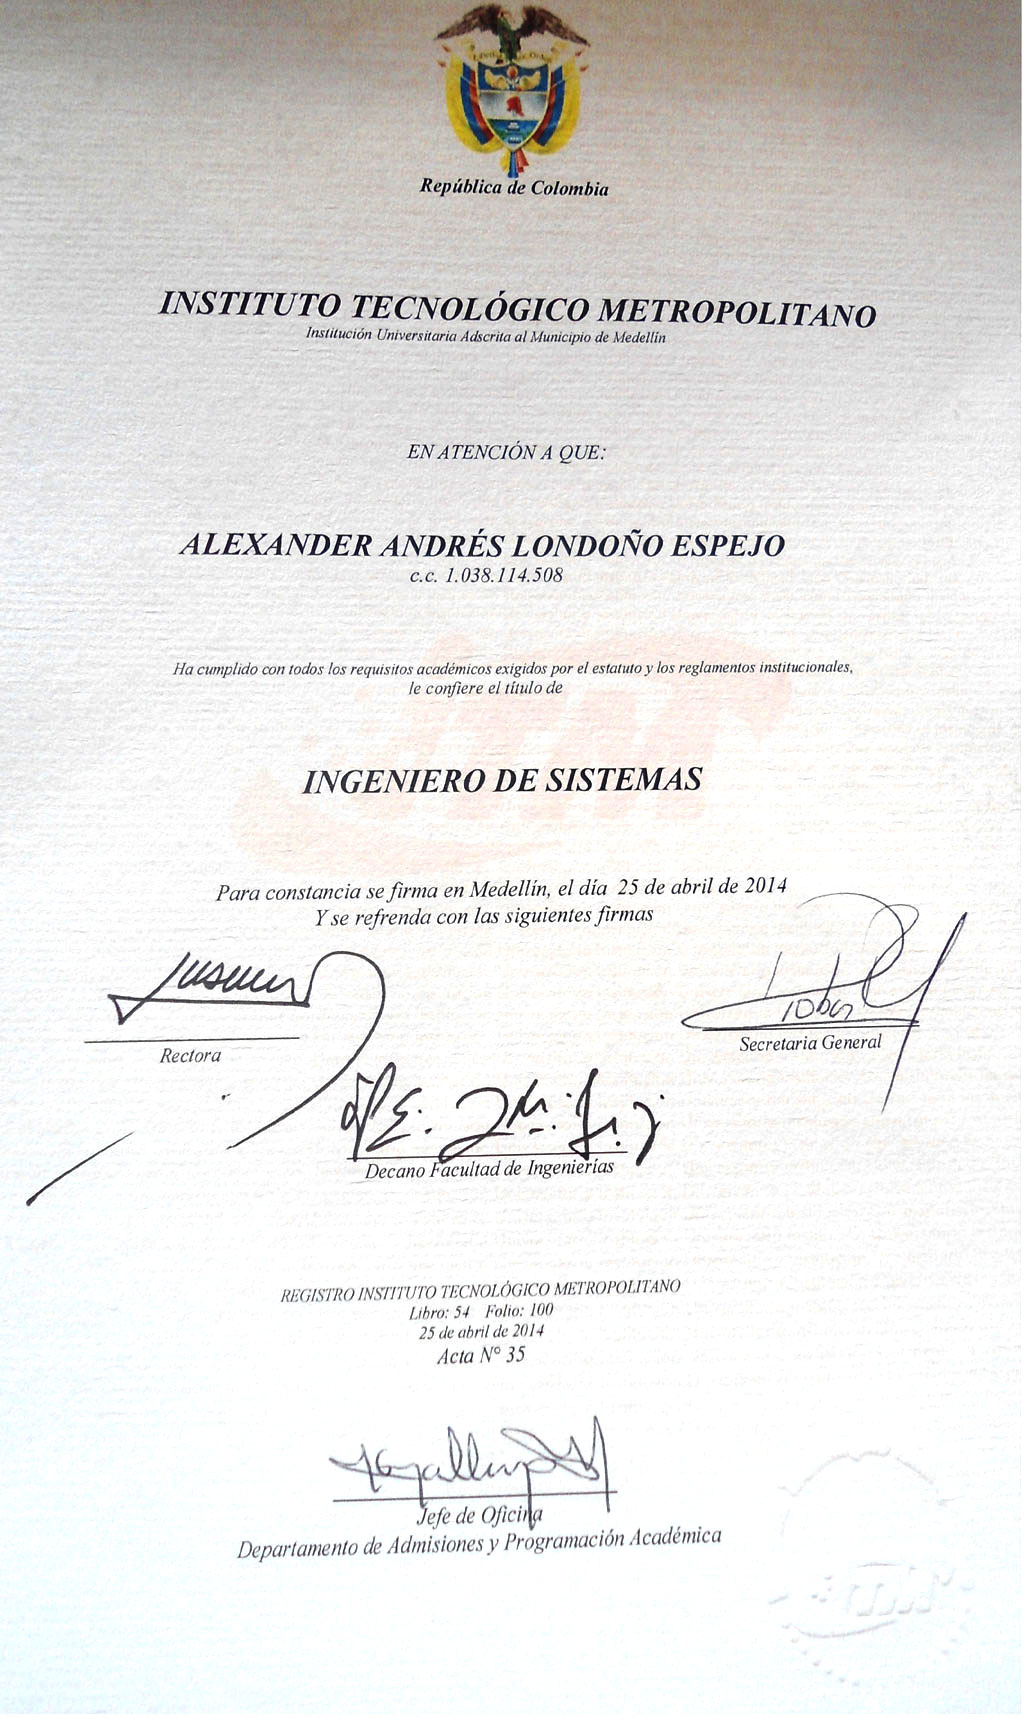 República de Colombia
INSTITUTO TECNOLÓGICO METROPOLITANO
Institución Universitaria Adscrita al Municipio de Medellín
EN ATENCIÓN A QUE:
ALEXANDER ANDRÉS LONDOÑO ESPEJO
c.c. 1.038.114.508
Ha cumplido con todos los requisitos académicos exigidos por el estatuto y los reglamentos institucionales,
le confiere el título de
INGENIERO DE SISTEMAS
Para constancia se firma en Medellín, el día 25 de abril de 2014
Y se refrenda con las siguientes firmas
Rectora
Secretaria General
Decano Facultad de Ingenierías
REGISTRO INSTITUTO TECNOLÓGICO METROPOLITANO
Libro: 54 Folio: 100
25 de abril de 2014
Acta N° 35
Jefe de Oficina
Departamento de Admisiones y Programación Académica